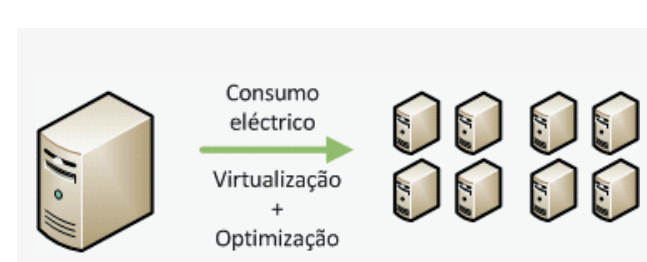 Consumo
eléctrico
Virtualização
+
Optimização